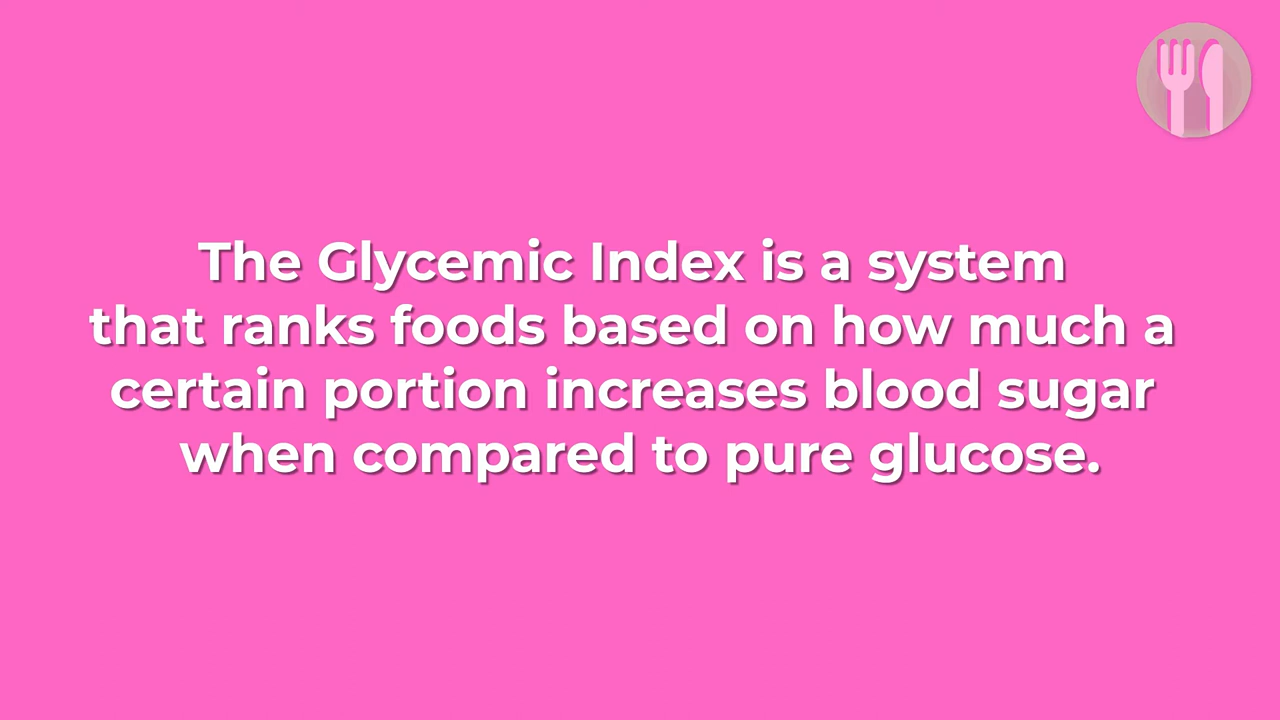 The Glycemic Index is a system
that ranks foods based on how much a
certain portion increases blood sugar
when compared to pure glucose.